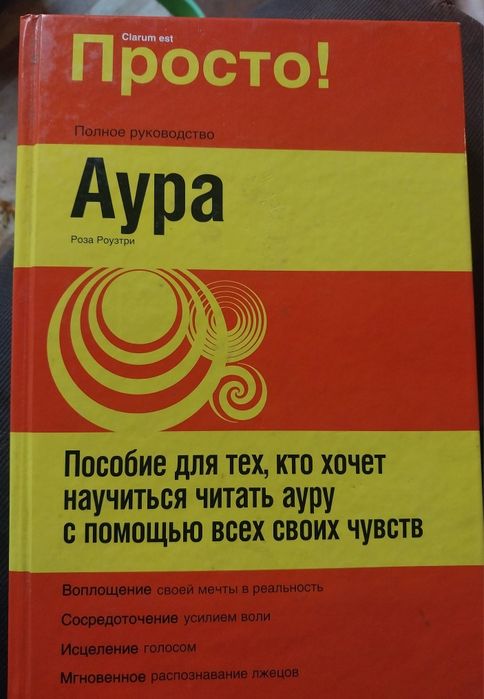 Clarum est
Просто!
Полное руководство
Аура
Роза Роузтри
Пособие для тех, кто хочет
научиться читать ауру
с помощью всех своих чувств
Воплощение своей мечты в реальность
Сосредоточение усилием воли
Исцеление голосом
Мгновенное распознавание лжецов